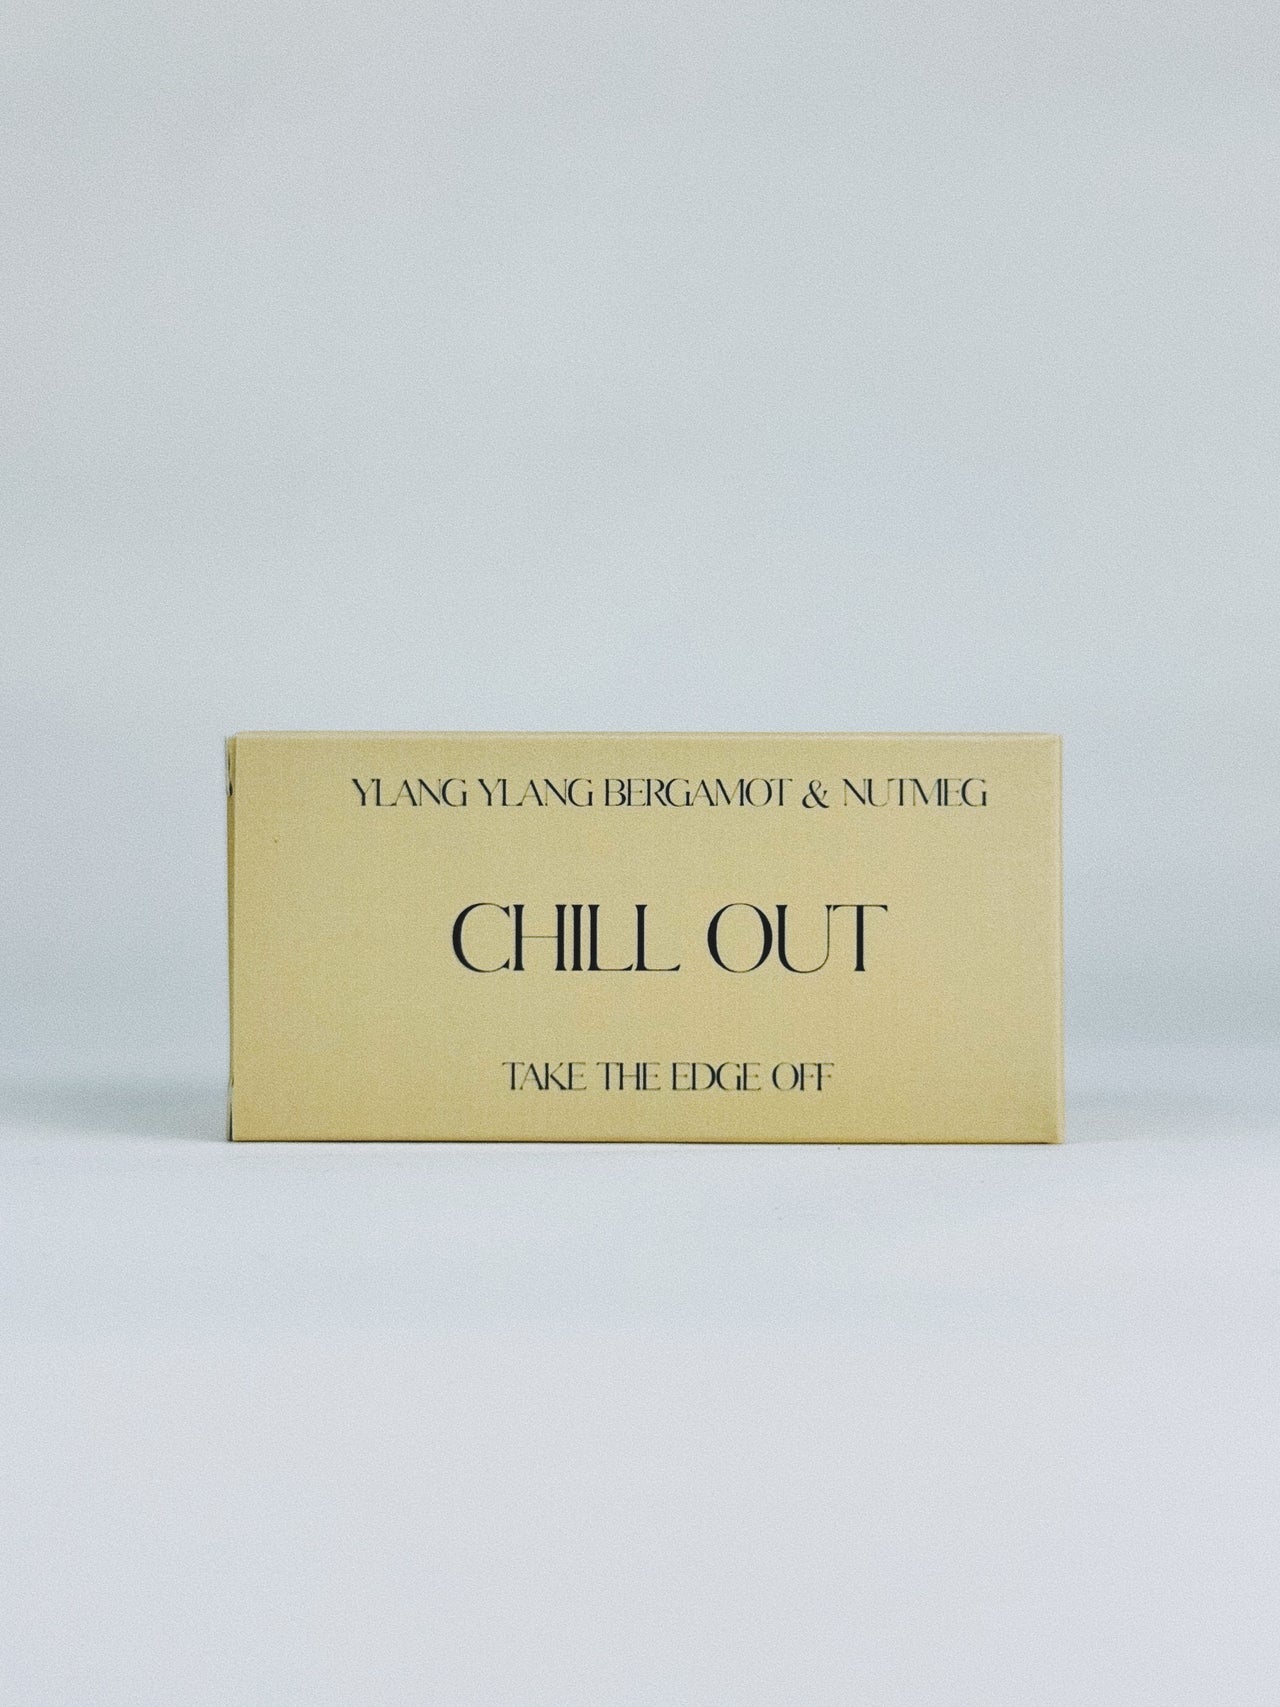 YLANG YLANG BERGAMOT & NUTMEG
CHILL OUT
TAKE THE EDGE OFF